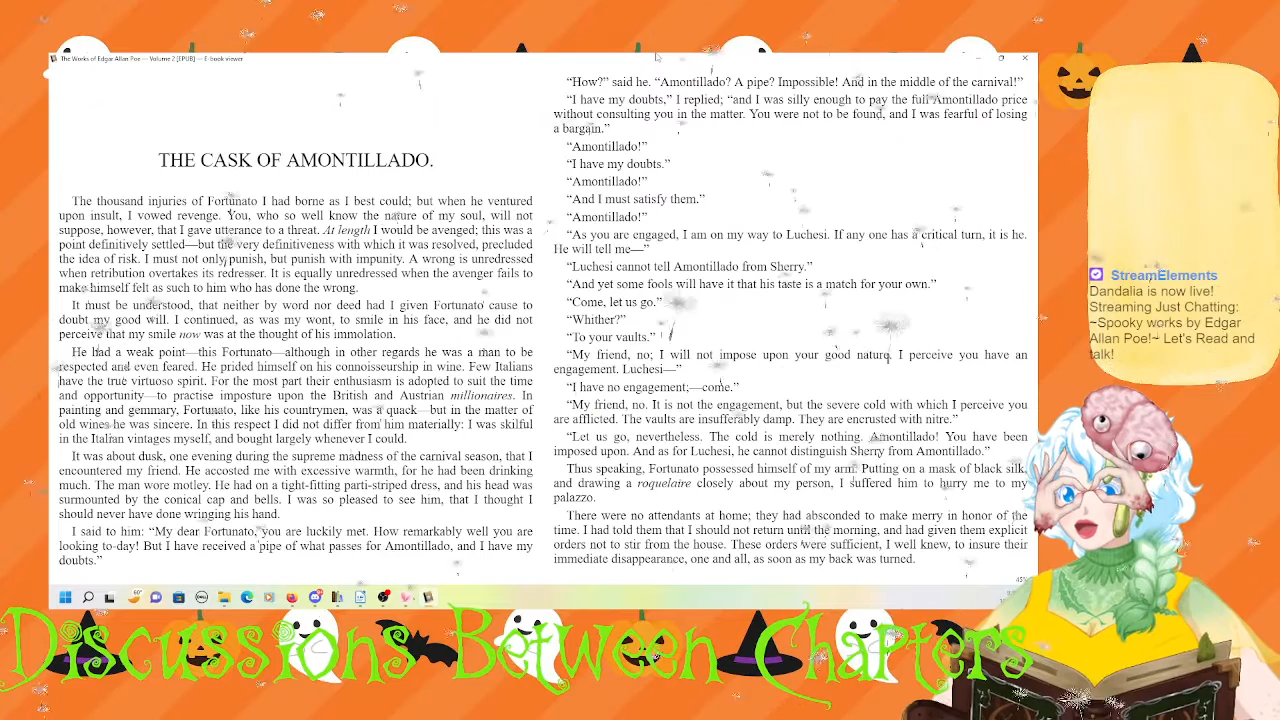 The Works of Edgar Allan Poe — Volume 2 [EPUB] — E-book viewer
THE CASK OF AMONTILLADO.
The thousand injuries of Fortunato I had borne as I best could; but when he ventured
upon insult, I vowed revenge. You, who so well know the nature of my soul, will not
suppose, however, that I gave utterance to a threat. At length I would be avenged; this was a
point definitively settled—but the very definitiveness with which it was resolved, precluded
the idea of risk. I must not only punish, but punish with impunity. A wrong is unredressed
when retribution overtakes its redresser. It is equally unredressed when the avenger fails to
make himself felt as such to him who has done the wrong.
It must be understood, that neither by word nor deed had I given Fortunato cause to
doubt my good will. I continued, as was my wont, to smile in his face, and he did not
perceive that my smile now was at the thought of his immolation.
He had a weak point—this Fortunato—although in other regards he was a man to be
respected and even feared. He prided himself on his connoisseurship in wine. Few Italians
have the true virtuoso spirit. For the most part their enthusiasm is adopted to suit the time
and opportunity—to practise imposture upon the British and Austrian millionaires. In
painting and gemmary, Fortunato, like his countrymen, was a quack—but in the matter of
old wines he was sincere. In this respect I did not differ from him materially: I was skilful
in the Italian vintages myself, and bought largely whenever I could.
It was about dusk, one evening during the supreme madness of the carnival season, that I
encountered my friend. He accosted me with excessive warmth, for he had been drinking
much. The man wore motley. He had on a tight-fitting parti-striped dress, and his head was
surmounted by the conical cap and bells. I was so pleased to see him, that I thought I
should never have done wringing his hand.
I said to him: “My dear Fortunato, you are luckily met. How remarkably well you are
looking to-day! But I have received a pipe of what passes for Amontillado, and I have my
doubts.”
“How?” said he. “Amontillado? A pipe? Impossible! And in the middle of the carnival!”
“I have my doubts,” I replied; “and I was silly enough to pay the full Amontillado price
without consulting you in the matter. You were not to be found, and I was fearful of losing
a bargain.”
“Amontillado!”
“I have my doubts.”
“Amontillado!”
“And I must satisfy them.”
“Amontillado!”
“As you are engaged, I am on my way to Luchesi. If any one has a critical turn, it is he.
He will tell me—”
“Luchesi cannot tell Amontillado from Sherry.”
“And yet some fools will have it that his taste is a match for your own.”
“Come, let us go.”
“Whither?”
“To your vaults.”
“My friend, no; I will not impose upon your good nature. I perceive you have an
engagement. Luchesi—”
“I have no engagement;—come.”
“My friend, no. It is not the engagement, but the severe cold with which I perceive you
are afflicted. The vaults are insufferably damp. They are encrusted with nitre.”
“Let us go, nevertheless. The cold is merely nothing. Amontillado! You have been
imposed upon. And as for Luchesi, he cannot distinguish Sherry from Amontillado.”
Thus speaking, Fortunato possessed himself of my arm. Putting on a mask of black silk,
and drawing a roquelaire closely about my person, I suffered him to hurry me to my
palazzo.
There were no attendants at home; they had absconded to make merry in honor of the
time. I had told them that I should not return until the morning, and had given them explicit
orders not to stir from the house. These orders were sufficient, I well knew, to insure their
immediate disappearance, one and all, as soon as my back was turned.
45%
60°
DELL
StreamElements
Dandalia is now live!
Streaming Just Chatting:
~Spooky works by Edgar
Allan Poe!~ Let's Read and
talk!
Discussions Between Chapters